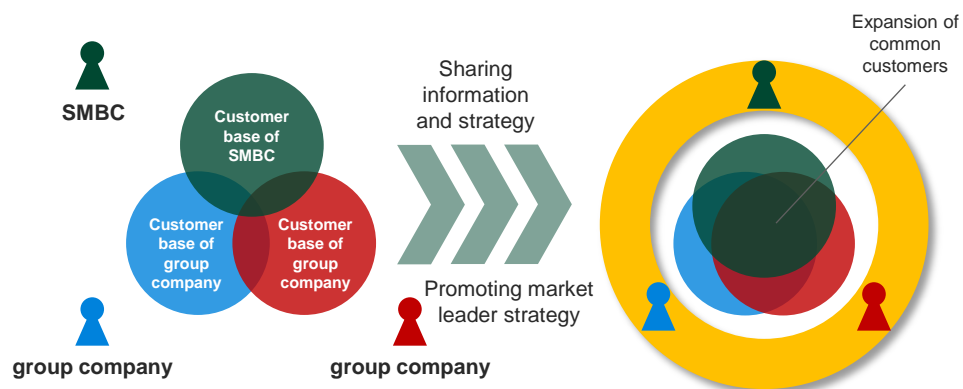 SMBC
Customer
base of
SMBC
Customer
base of
group
company
Customer
base of
group
company
group company
group company
Sharing
information
and strategy
Promoting market
leader strategy
Expansion of
common
customers